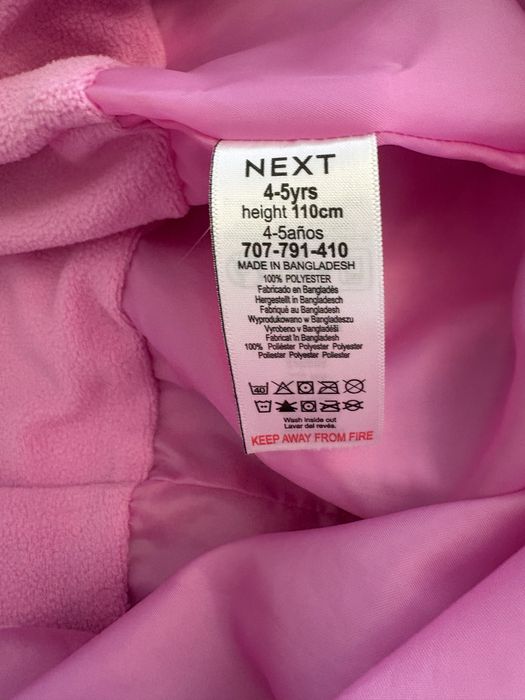 NEXT
4-5yrs
height 110cm
4-5años
707-791-410
MADE IN BANGLADESH
100% POLYESTER
Fabricado en Bangladés
Hergestellt in Bangladesch
Fabriqué au Bangladesh
Wyprodukowano w Bangladeszu
Vyrobeno v Bangladéši
Fabricat în Bangladesh
100% Poliéster Polyester Polyester
Poliester Polyester Poliester
40
Wash inside out
Lavar del revés.
KEEP AWAY FROM FIRE